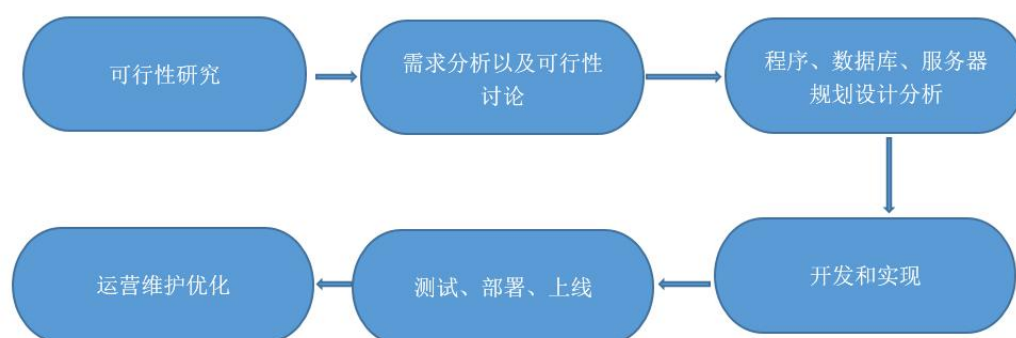 可行性研究
需求分析以及可行性
讨论
程序、数据库、服务器
规划设计分析
开发和实现
测试、部署、上线
运营维护优化